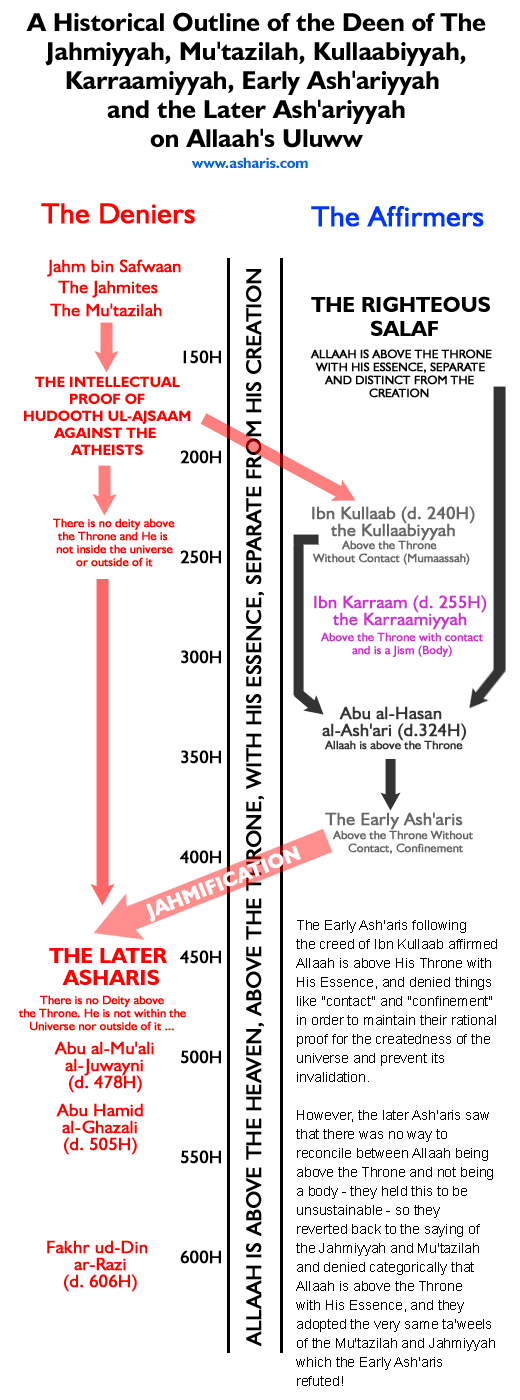 A Historical Outline of the Deen of The
Jahmiyyah, Mu'tazilah, Kullaabiyyah,
Karraamiyyah, Early Ash'ariyyah
and the Later Ash'ariyyah
on Allaah's Uluww
www.asharis.com
The Deniers
Jahm bin Safwaan
The Jahmites
The Mu'tazilah
THE INTELLECTUAL
PROOF OF
HUDOOTH UL-AJSAAM
AGAINST THE
ATHEISTS
There is no deity above
the Throne and He is
not inside the universe
or outside of it
JAHMIFICATION
THE LATER
ASHARIS
There is no Deity above
the Throne. He is not within the
Universe nor outside of it ...
Abu al-Mu'ali
al-Juwayni
(d. 478H)
Abu Hamid
al-Ghazali
(d. 505H)
Fakhr ud-Din
ar-Razi
(d. 606H)
150H
200H
250H
300H
350H
400H
450H
500H
550H
600H
ALLAAH IS ABOVE THE HEAVEN, ABOVE THE THRONE, WITH HIS ESSENCE, SEPARATE FROM HIS CREATION
The Affirmers
THE RIGHTEOUS
SALAF
ALLAAH IS ABOVE THE THRONE
WITH HIS ESSENCE, SEPARATE
AND DISTINCT FROM THE
CREATION
Ibn Kullaab (d. 240H)
the Kullaabiyyah
Above the Throne
Without Contact (Mumaassah)
Ibn Karraam (d. 255H)
the Karraamiyyah
Above the Throne with contact
and is a Jism (Body)
Abu al-Hasan
al-Ash'ari (d.324H)
Allaah is above the Throne
The Early Ash'aris
Above the Throne Without
Contact, Confinement
The Early Ash'aris following
the creed of Ibn Kullaab affirmed
Allaah is above His Throne with
His Essence, and denied things
like "contact" and "confinement"
in order to maintain their rational
proof for the createdness of the
universe and prevent its
invalidation.
However, the later Ash'aris saw
that there was no way to
reconcile between Allaah being
above the Throne and not being
a body - they held this to be
unsustainable - so they
reverted back to the saying of
the Jahmiyyah and Mu'tazilah
and denied categorically that
Allaah is above the Throne
with His Essence, and they
adopted the very same ta'weels
of the Mu'tazilah and Jahmiyyah
which the Early Ash'aris
refuted!